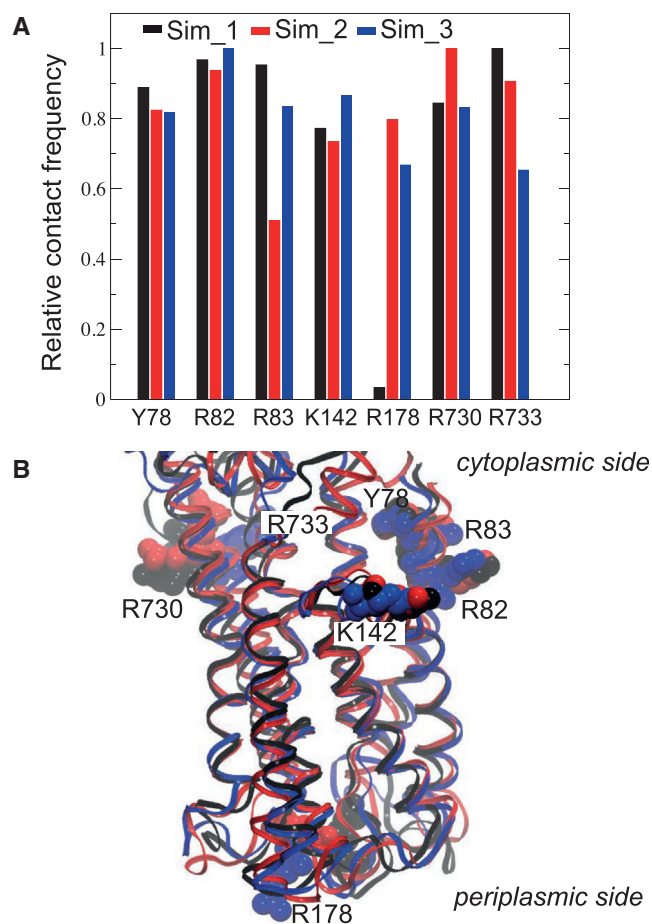 A
Sim_1 Sim_2 Sim_3
Relative contact frequency
1
0.8
0.6
0.4
0.2
0
Y78 R82 R83 K142 R178 R730 R733
B
cytoplasmic side
Y78
R733
R83
R730
R82
K142
R178
periplasmic side